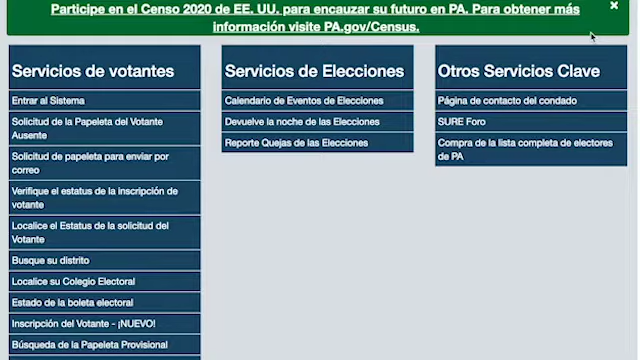 Participe en el Censo 2020 de EE. UU. para encauzar su futuro en PA. Para obtener más
información visite PA.gov/Census.
Servicios de votantes
Entrar al Sistema
Solicitud de la Papeleta del Votante
Ausente
Solicitud de papeleta para enviar por
correo
Verifique el estatus de la inscripción de
votante
Localice el Estatus de la solicitud del
Votante
Busque su distrito
Localice su Colegio Electoral
Estado de la boleta electoral
Inscripción del Votante - ¡NUEVO!
Búsqueda de la Papeleta Provisional
Servicios de Elecciones
Calendario de Eventos de Elecciones
Devuelve la noche de las Elecciones
Reporte Quejas de las Elecciones
Otros Servicios Clave
Página de contacto del condado
SURE Foro
Compra de la lista completa de electores
de PA